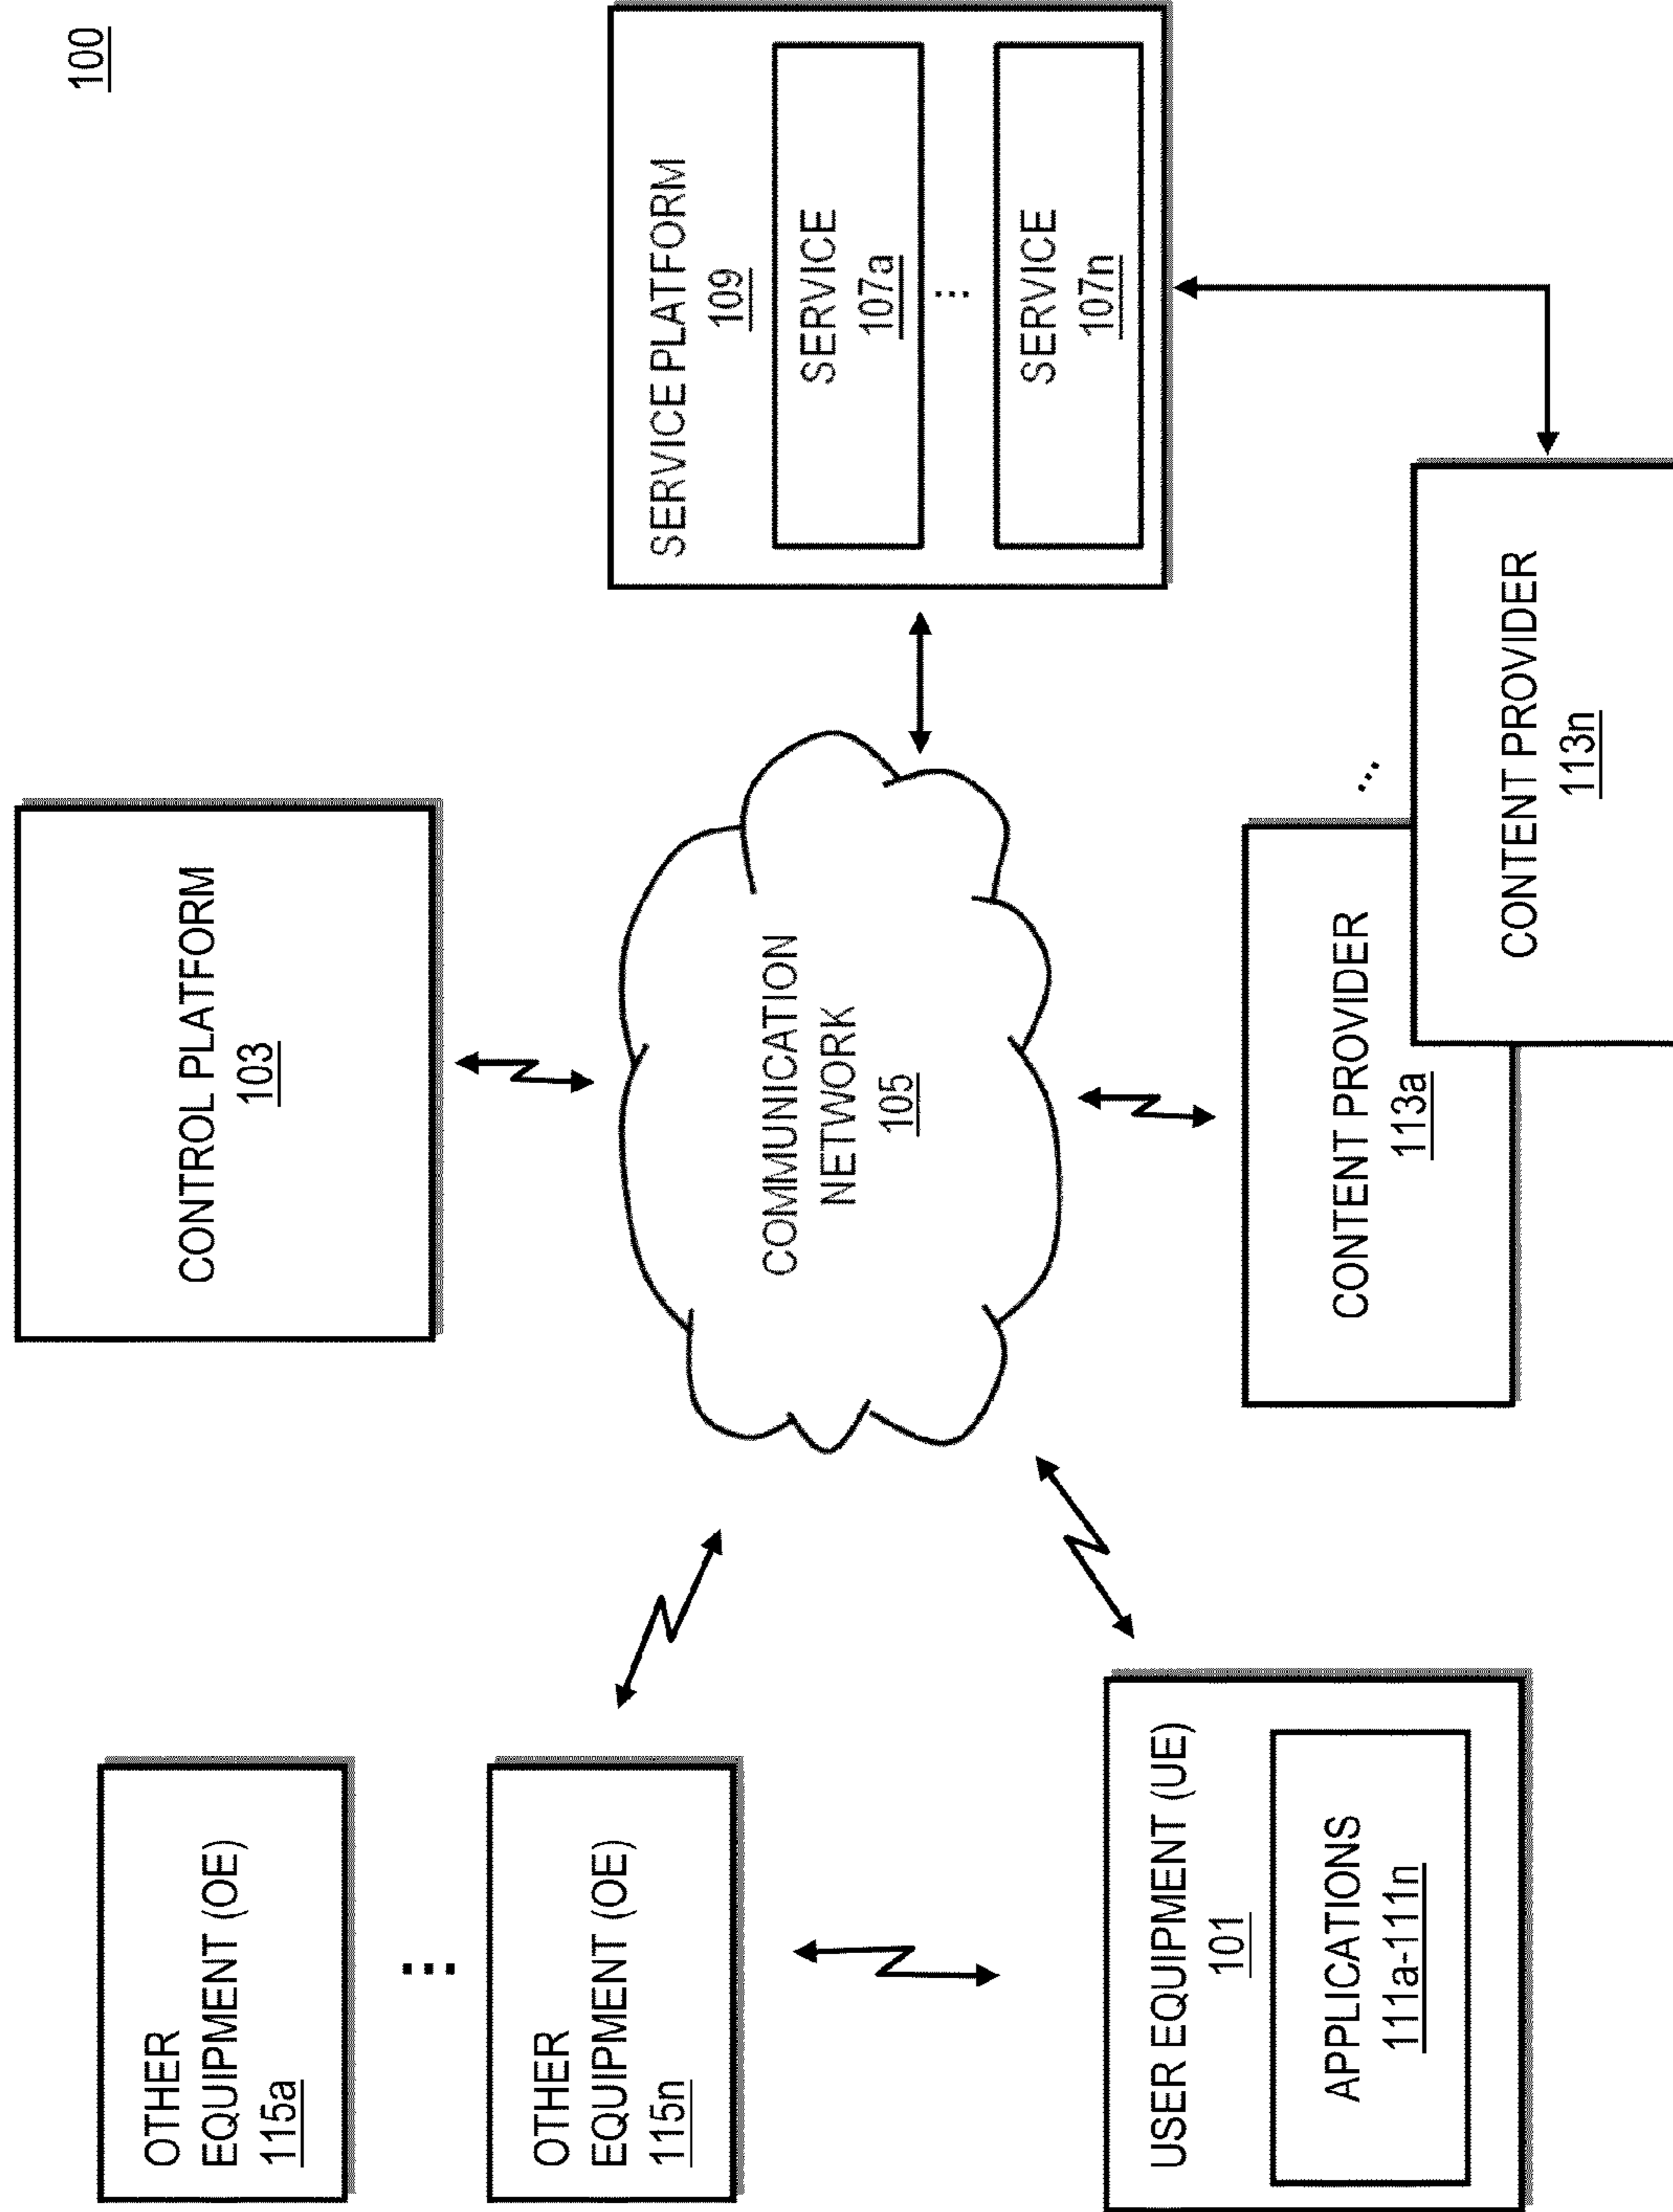 100
CONTROL PLATFORM
103
OTHER
EQUIPMENT (OE)
115a
...
OTHER
EQUIPMENT (OE)
115n
COMMUNICATION
NETWORK
105
SERVICE PLATFORM
109
SERVICE
107a
...
SERVICE
107n
USER EQUIPMENT (UE)
101
APPLICATIONS
111a-111n
CONTENT PROVIDER
113a
...
CONTENT PROVIDER
113n